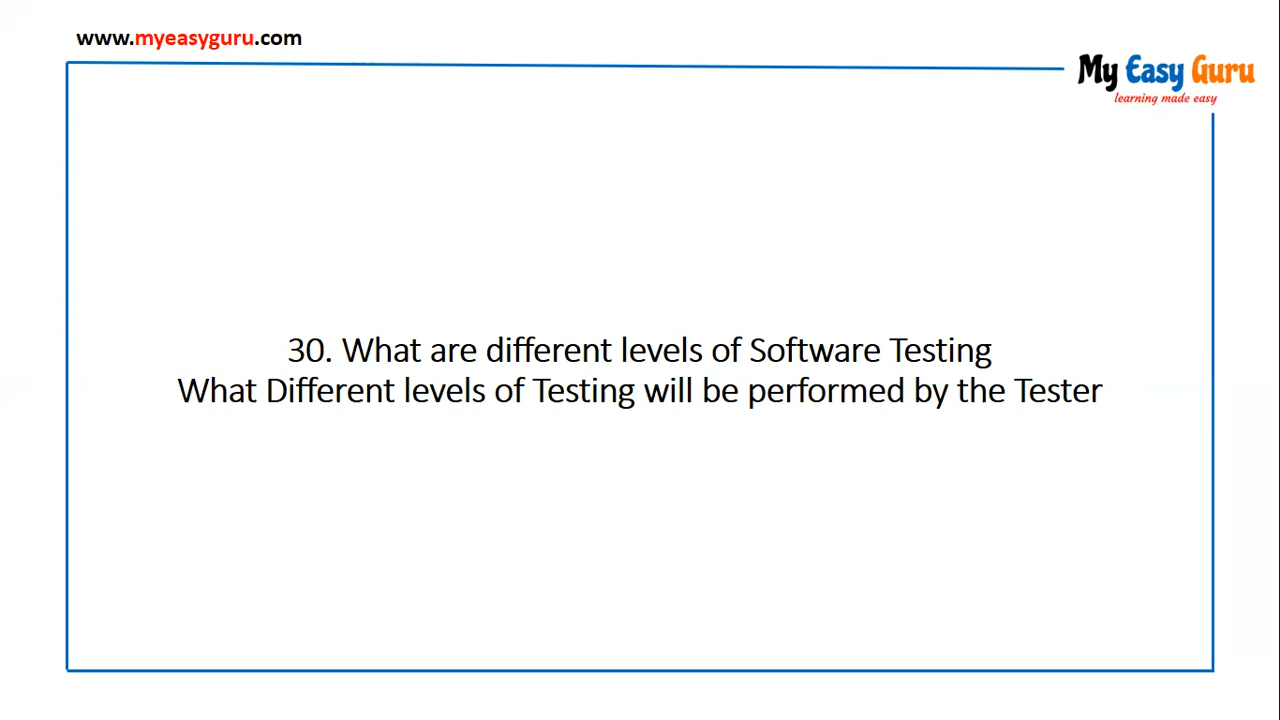 www.myeasyguru.com
My Easy Guru
learning made easy
30. What are different levels of Software Testing
What Different levels of Testing will be performed by the Tester